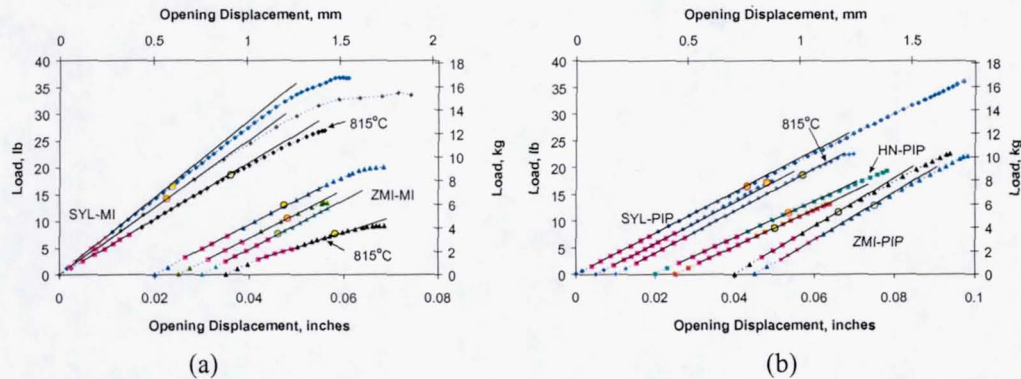 Opening Displacement, mm
0 0.5 1 1.5 2
40 35 30 25 20 15 10 5 0
Load, lb
18 16 14 12 10 8 6 4 2 0
Load, kg
815°C
SYL-MI
ZMI-MI
815°C
0 0.02 0.04 0.06 0.08
Opening Displacement, inches
(a)
Opening Displacement, mm
0 0.5 1 1.5
40 35 30 25 20 15 10 5 0
Load, lb
18 16 14 12 10 8 6 4 2 0
Load, kg
815°C
HN-PIP
SYL-PIP
ZMI-PIP
0 0.02 0.04 0.06 0.08 0.1
Opening Displacement, inches
(b)